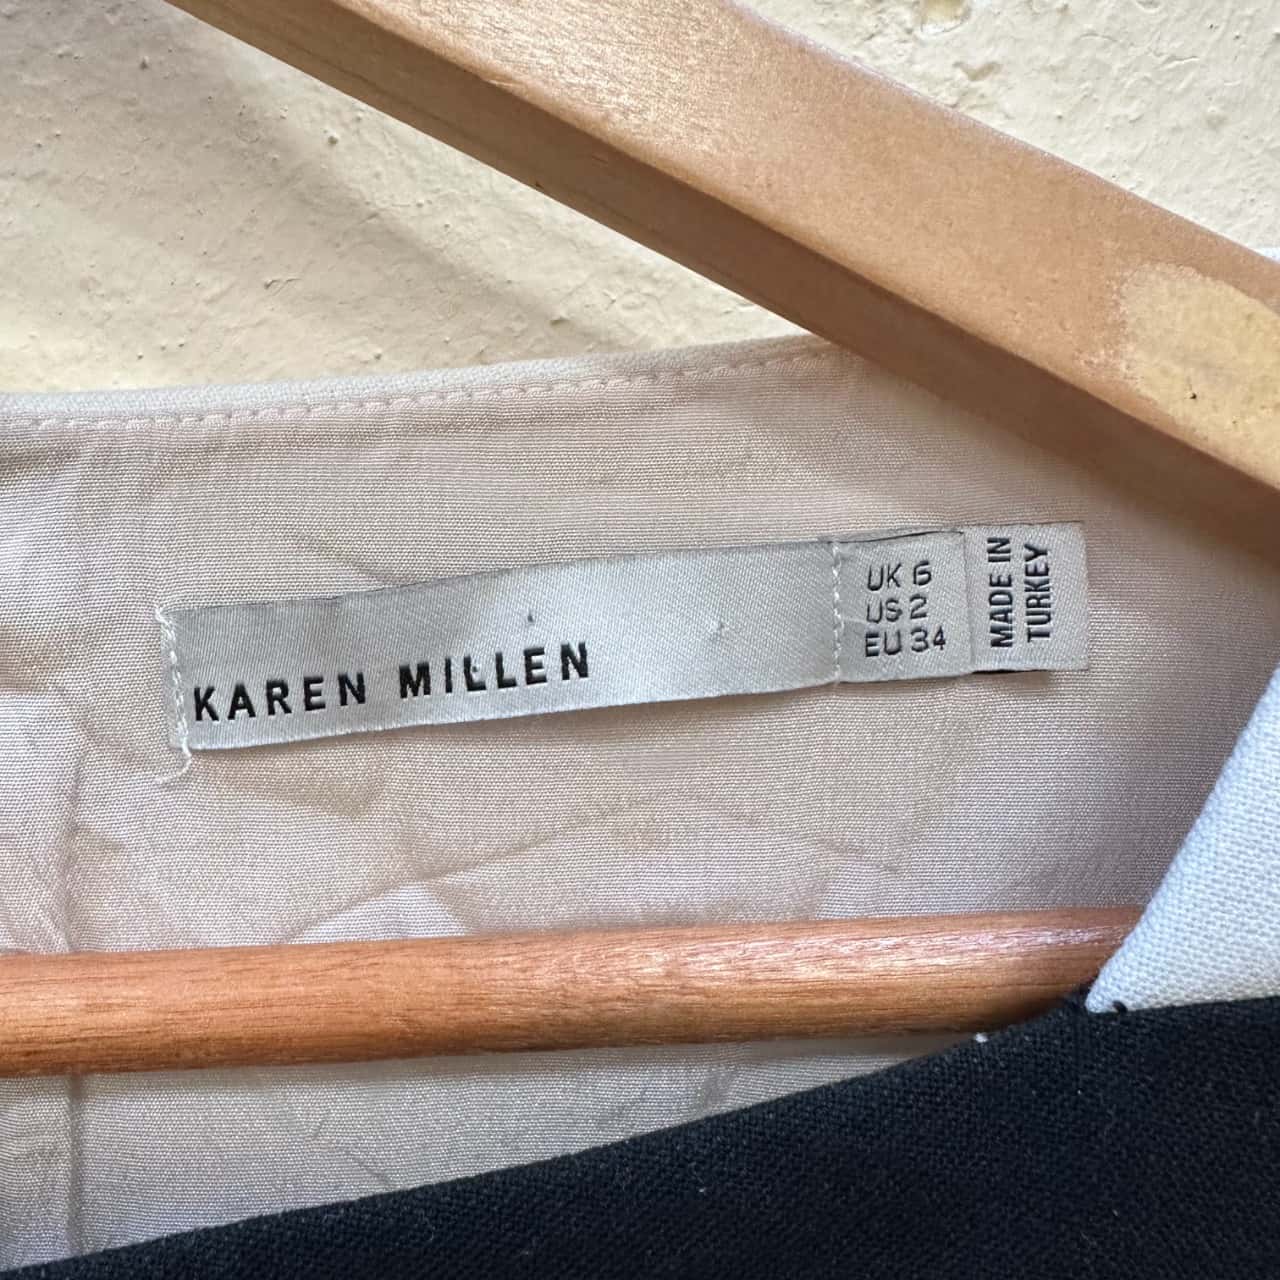 KAREN MILLEN
UK 6
US 2
EU 34
MADE IN
TURKEY